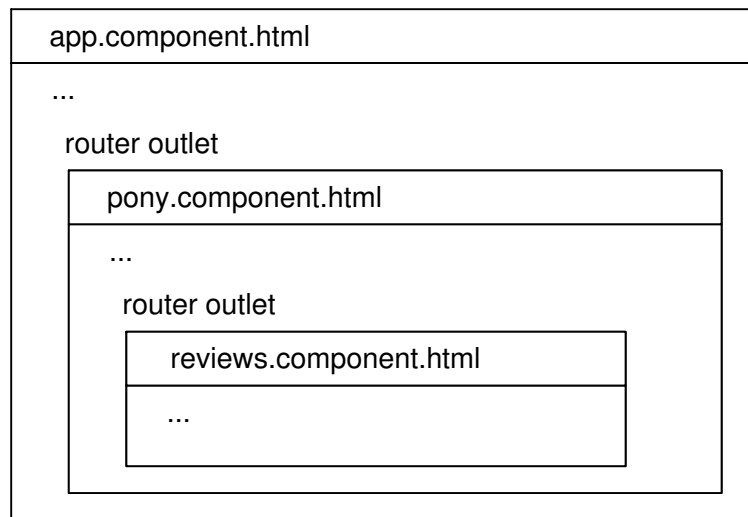 app.component.html
...
router outlet
pony.component.html
...
router outlet
reviews.component.html
...